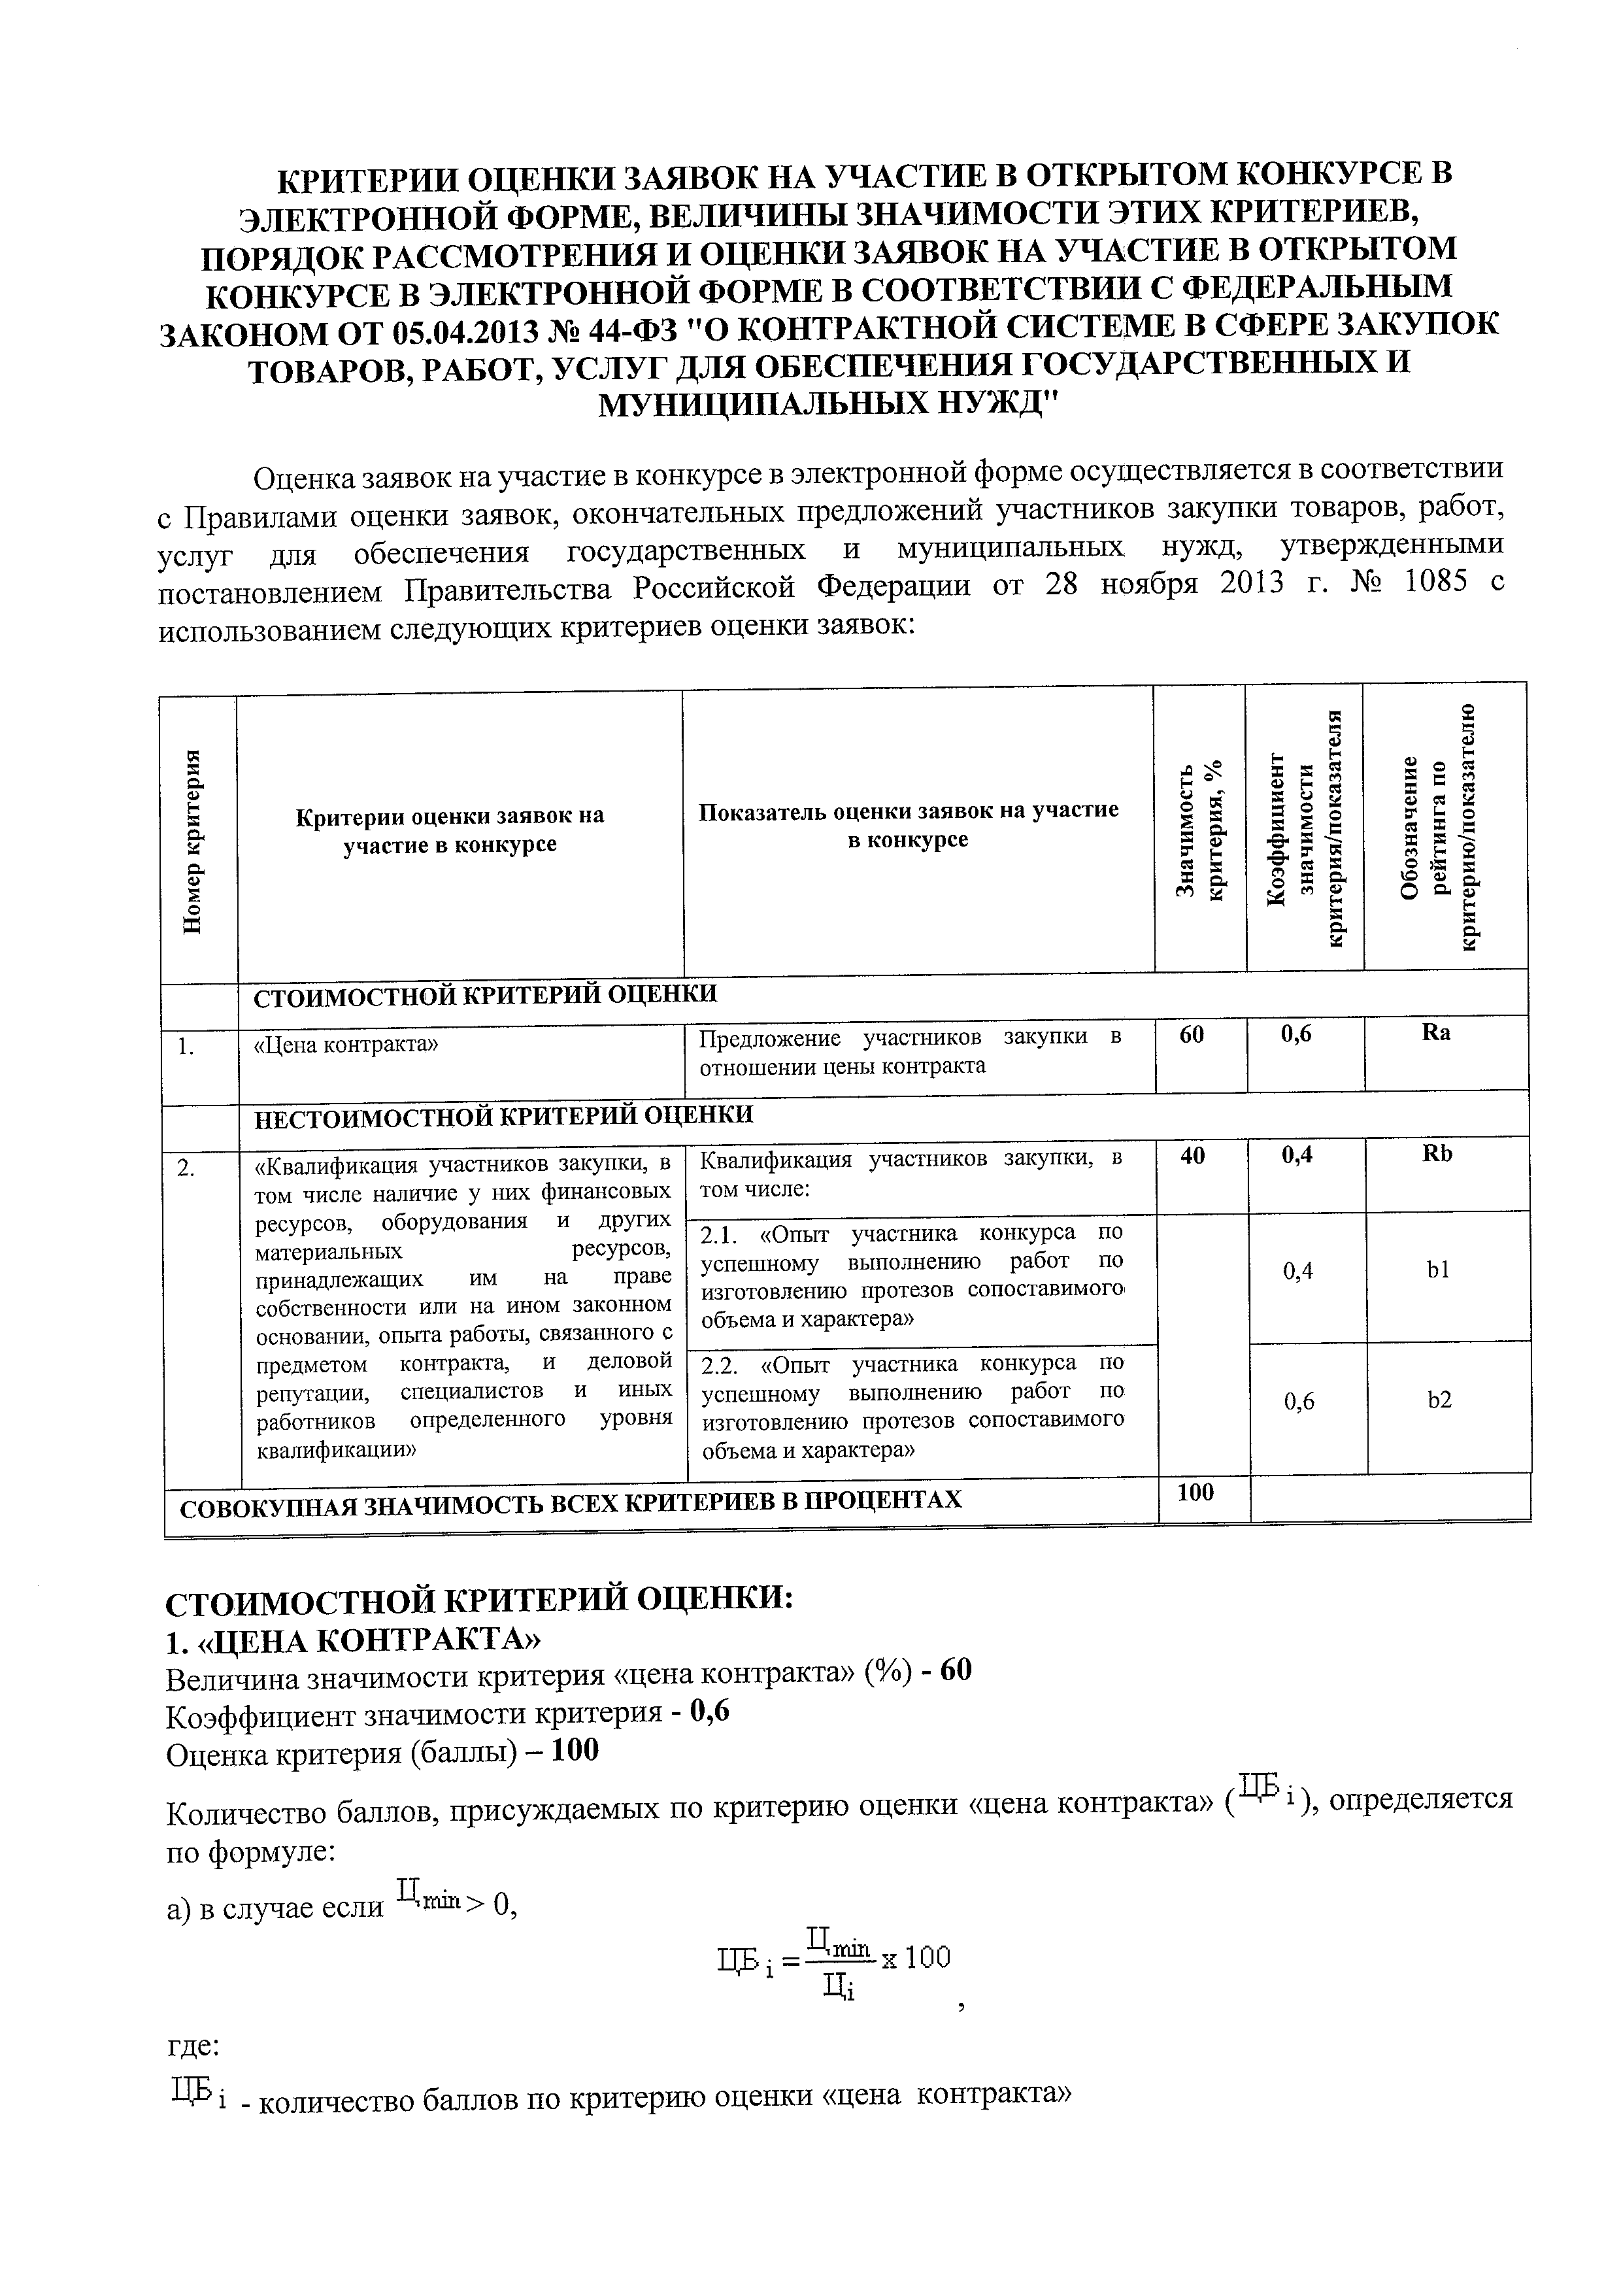 КРИТЕРИИ ОЦЕНКИ ЗАЯВОК НА УЧАСТИЕ В ОТКРЫТОМ КОНКУРСЕ В
ЭЛЕКТРОННОЙ ФОРМЕ, ВЕЛИЧИНЫ ЗНАЧИМОСТИ ЭТИХ КРИТЕРИЕВ,
ПОРЯДОК РАССМОТРЕНИЯ И ОЦЕНКИ ЗАЯВОК НА УЧАСТИЕ В ОТКРЫТОМ
КОНКУРСЕ В ЭЛЕКТРОННОЙ ФОРМЕ В СООТВЕТСТВИИ С ФЕДЕРАЛЬНЫМ
ЗАКОНОМ ОТ 05.04.2013 № 44-ФЗ "О КОНТРАКТНОЙ СИСТЕМЕ В СФЕРЕ ЗАКУПОК
ТОВАРОВ, РАБОТ, УСЛУГ ДЛЯ ОБЕСПЕЧЕНИЯ ГОСУДАРСТВЕННЫХ И
МУНИЦИПАЛЬНЫХ НУЖД"
Оценка заявок на участие в конкурсе в электронной форме осуществляется в соответствии
с Правилами оценки заявок, окончательных предложений участников закупки товаров, работ,
услуг для обеспечения государственных и муниципальных нужд, утвержденными
постановлением Правительства Российской Федерации от 28 ноября 2013 г. № 1085 с
использованием следующих критериев оценки заявок:
Номер критерия
Критерии оценки заявок на
участие в конкурсе
Показатель оценки заявок на участие
в конкурсе
Значимость
критерия, %
Коэффициент
значимости
критерия/показателя
Обозначение
рейтинга по
критерию/показателю
СТОИМОСТНОЙ КРИТЕРИЙ ОЦЕНКИ
1.
«Цена контракта»
Предложение участников закупки в
отношении цены контракта
60
0,6
Ra
НЕСТОИМОСТНОЙ КРИТЕРИЙ ОЦЕНКИ
2.
«Квалификация участников закупки, в
том числе наличие у них финансовых
ресурсов, оборудования и других
материальных ресурсов,
принадлежащих им на праве
собственности или на ином законном
основании, опыта работы, связанного с
предметом контракта, и деловой
репутации, специалистов и иных
работников определенного уровня
квалификации»
Квалификация участников закупки, в
том числе:
40
0,4
Rb
2.1. «Опыт участника конкурса по
успешному выполнению работ по
изготовлению протезов сопоставимого
объема и характера»
0,4
b1
2.2. «Опыт участника конкурса по
успешному выполнению работ по
изготовлению протезов сопоставимого
объема и характера»
0,6
b2
СОВОКУПНАЯ ЗНАЧИМОСТЬ ВСЕХ КРИТЕРИЕВ В ПРОЦЕНТАХ
100
СТОИМОСТНОЙ КРИТЕРИЙ ОЦЕНКИ:
1. «ЦЕНА КОНТРАКТА»
Величина значимости критерия «цена контракта» (%) - 60
Коэффициент значимости критерия - 0,6
Оценка критерия (баллы) – 100
Количество баллов, присуждаемых по критерию оценки «цена контракта» (ЦБi), определяется
по формуле:
а) в случае если Цmin > 0,
ЦБi = Цmin / Цi x 100,
где:
ЦБi - количество баллов по критерию оценки «цена контракта»